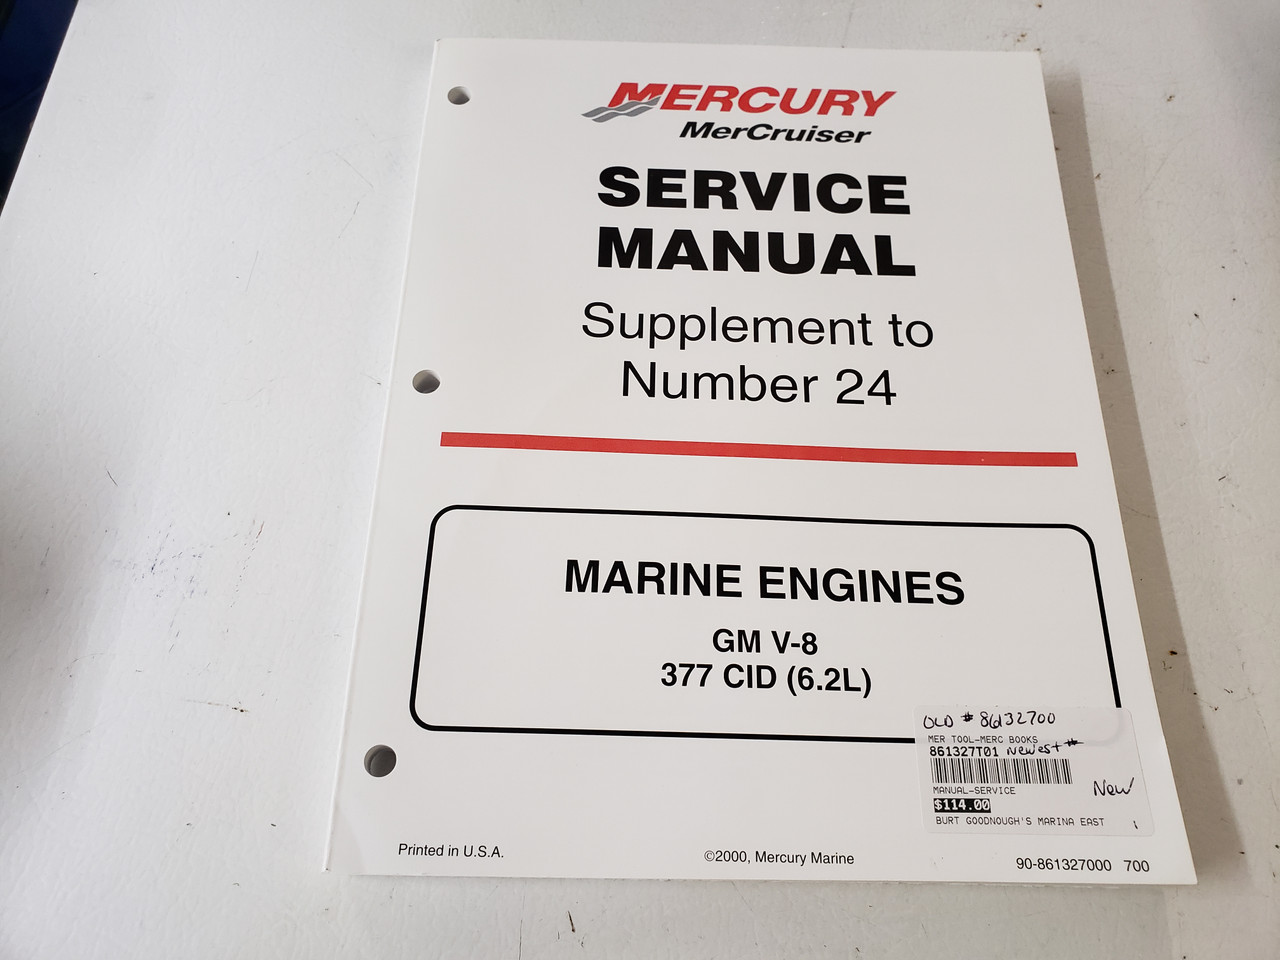 MERCURY
MerCruiser
SERVICE
MANUAL
Supplement to
Number 24
MARINE ENGINES
GM V-8
377 CID (6.2L)
OLD # 86132700
MER TOOL-MERC BOOKS
861327T01 Newest #
MANUAL-SERVICE
New
$114.00
BURT GOODNOUGH'S MARINA EAST
Printed in U.S.A.
©2000, Mercury Marine
90-861327000 700